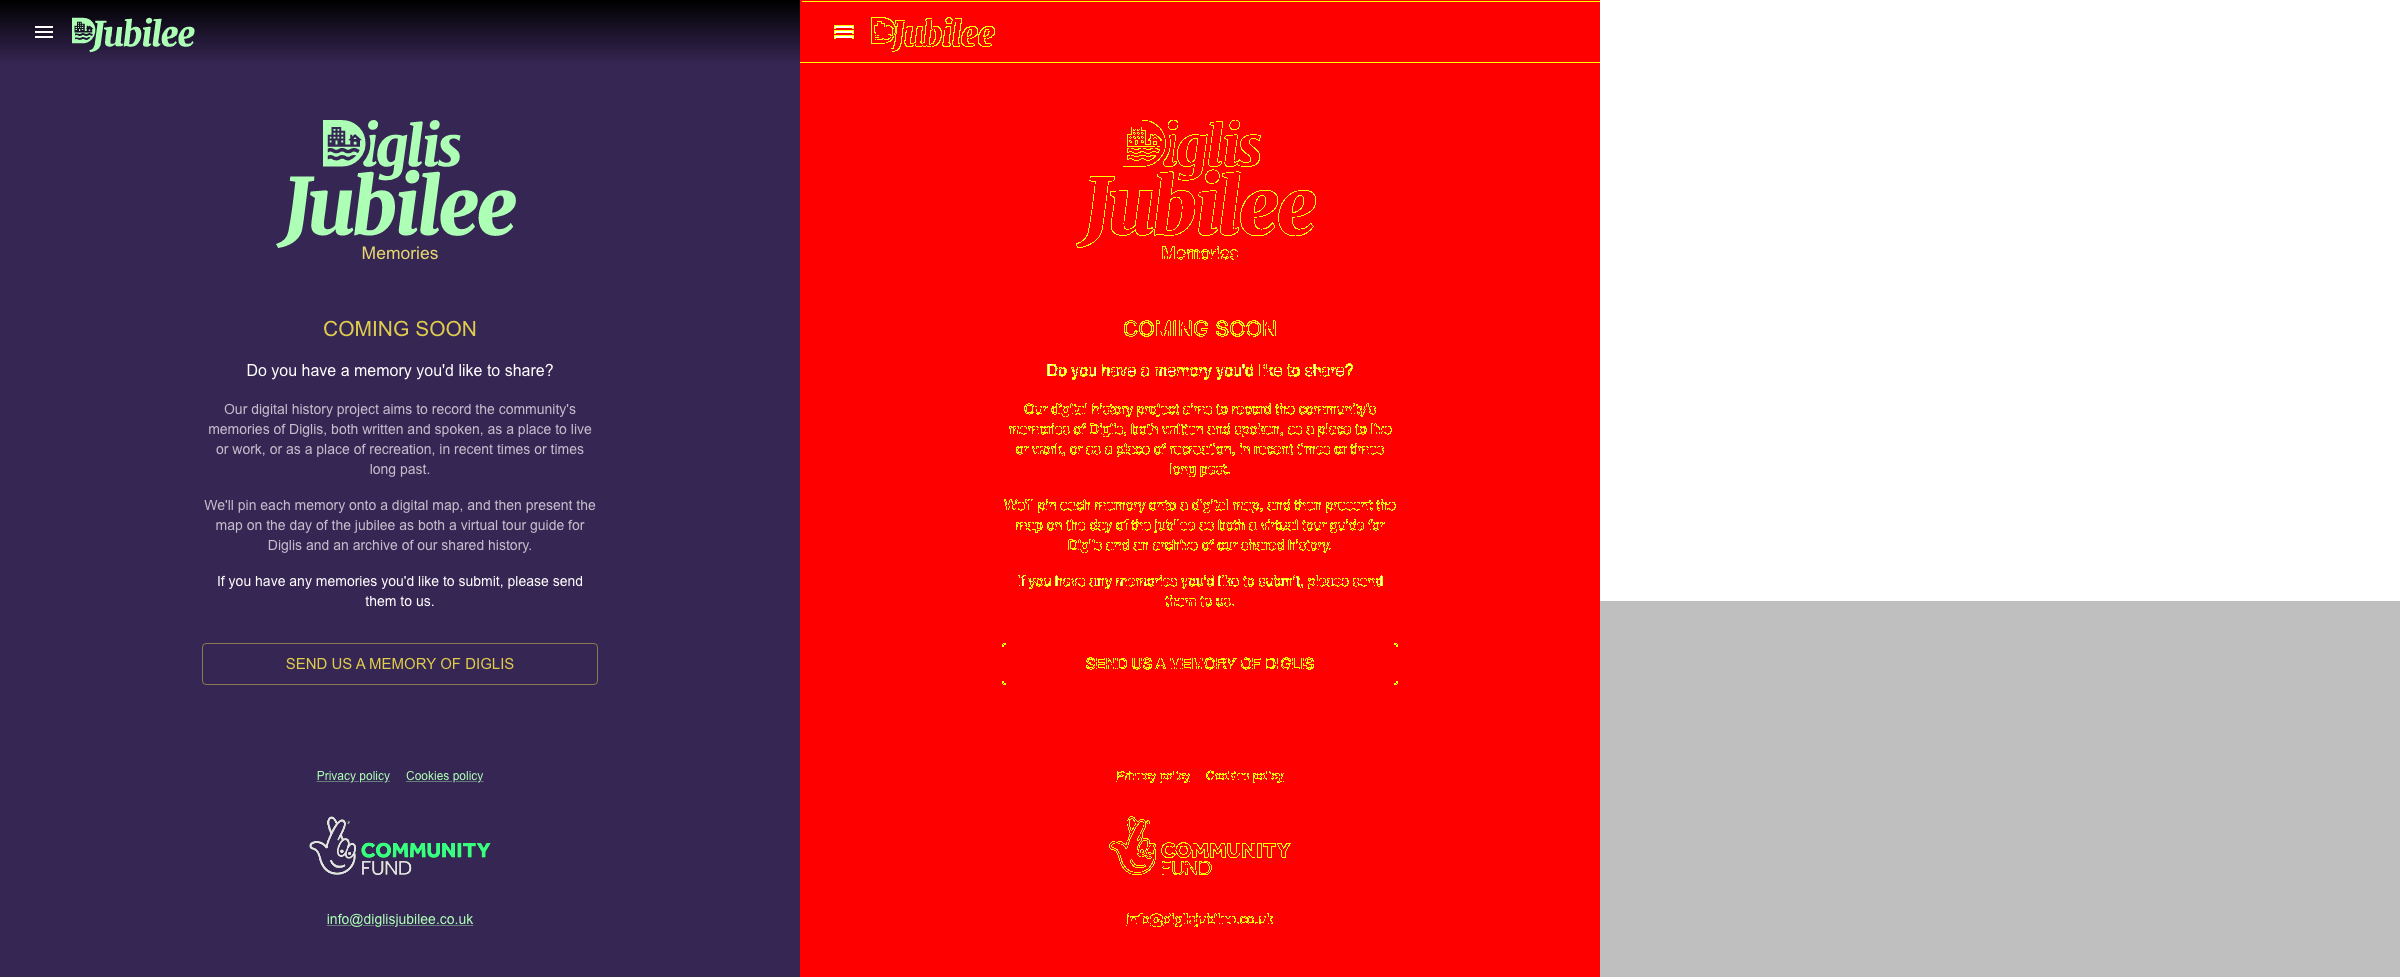 DJubilee
Diglis
Jubilee
Memories
COMING SOON
Do you have a memory you'd like to share?
Our digital history project aims to record the community's
memories of Diglis, both written and spoken, as a place to live
or work, or as a place of recreation, in recent times or times
long past.
We'll pin each memory onto a digital map, and then present the
map on the day of the jubilee as both a virtual tour guide for
Diglis and an archive of our shared history.
If you have any memories you'd like to submit, please send
them to us.
SEND US A MEMORY OF DIGLIS
Privacy policy Cookies policy
COMMUNITY
FUND
info@diglisjubilee.co.uk
DJubilee
Diglis
Jubilee
Memories
COMING SOON
Do you have a memory you'd like to share?
Our digital history project aims to record the community's
memories of Diglis, both written and spoken, as a place to live
or work, or as a place of recreation, in recent times or times
long past.
We'll pin each memory onto a digital map, and then present the
map on the day of the jubilee as both a virtual tour guide for
Diglis and an archive of our shared history.
If you have any memories you'd like to submit, please send
them to us.
SEND US A MEMORY OF DIGLIS
Privacy policy Cookies policy
COMMUNITY
FUND
info@diglisjubilee.co.uk